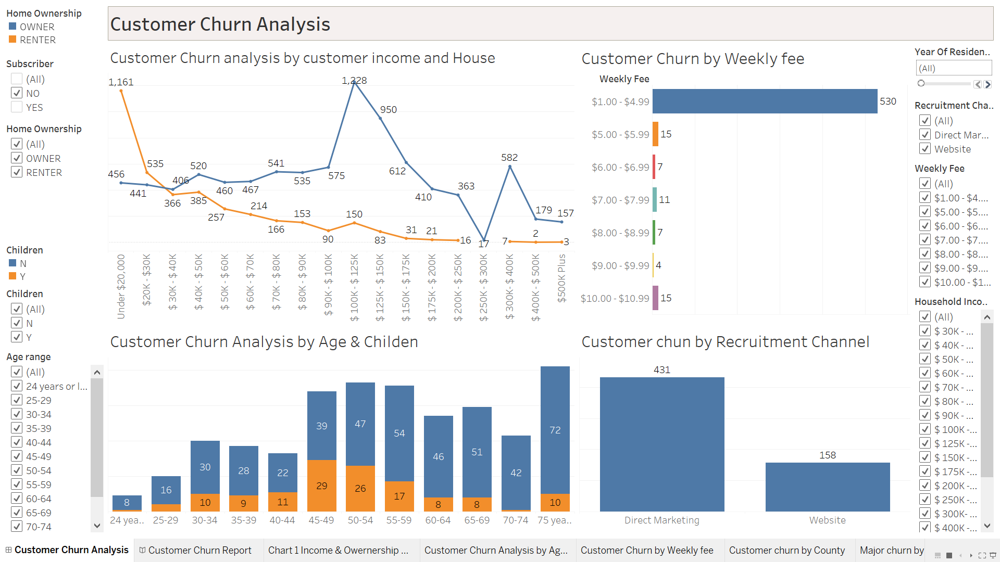 Home Ownership
OWNER
RENTER
Subscriber
(All)
NO
YES
Home Ownership
(All)
OWNER
RENTER
Children
N
Y
Children
(All)
N
Y
Age range
(All)
24 years or l...
25-29
30-34
35-39
40-44
45-49
50-54
55-59
60-64
65-69
70-74
Customer Churn Analysis
Customer Churn analysis by customer income and House
1,161
535
366
385
257
214
166
153
90
150
83
31
21
16
7
2
3
456
441
406
520
460
467
541
535
575
1,228
950
612
410
363
17
582
179
157
Under $20,000
$20K - $30K
$ 30K - $ 40K
$ 40K - $ 50K
$ 50K - $ 60K
$ 60K - $ 70K
$ 70K - $ 80K
$ 80K - $ 90K
$ 90K - $ 100K
$ 100K - $ 125K
$ 125K - $ 150K
$ 150K - $ 175K
$ 175K - $ 200K
$ 200K - $ 250K
$ 250K - $ 300K
$ 300K- $ 400K
$ 400K - $ 500K
$500K Plus
Customer Churn by Weekly fee
Weekly Fee
$1.00 - $4.99 530
$5.00 - $5.99 15
$6.00 - $6.99 7
$7.00 - $7.99 11
$8.00 - $8.99 7
$9.00 - $9.99 4
$10.00 - $10.99 15
Customer Churn Analysis by Age & Childen
8
16
30
28
22
39
47
54
46
51
42
72
10
9
11
29
26
17
8
8
10
24 yea..
25-29
30-34
35-39
40-44
45-49
50-54
55-59
60-64
65-69
70-74
75 yea..
Customer chun by Recruitment Channel
431
158
Direct Marketing
Website
Year Of Residen..
(All)
Recruitment Cha..
(All)
Direct Mar...
Website
Weekly Fee
(All)
$1.00 - $4....
$5.00 - $5....
$6.00 - $6....
$7.00 - $7....
$8.00 - $8....
$9.00 - $9....
$10.00 - $1...
Household Inco..
(All)
$ 30K - ...
$ 40K - ...
$ 50K - ...
$ 60K - ...
$ 70K - ...
$ 80K - ...
$ 90K - ...
$ 100K -...
$ 125K -...
$ 150K -...
$ 175K -...
$ 200K -...
$ 250K -...
$ 300K- ...
$ 400K -...
Customer Churn Analysis
Customer Churn Report
Chart 1 Income & Owernership ...
Customer Churn Analysis by Ag...
Customer Churn by Weekly fee
Customer churn by County
Major churn by